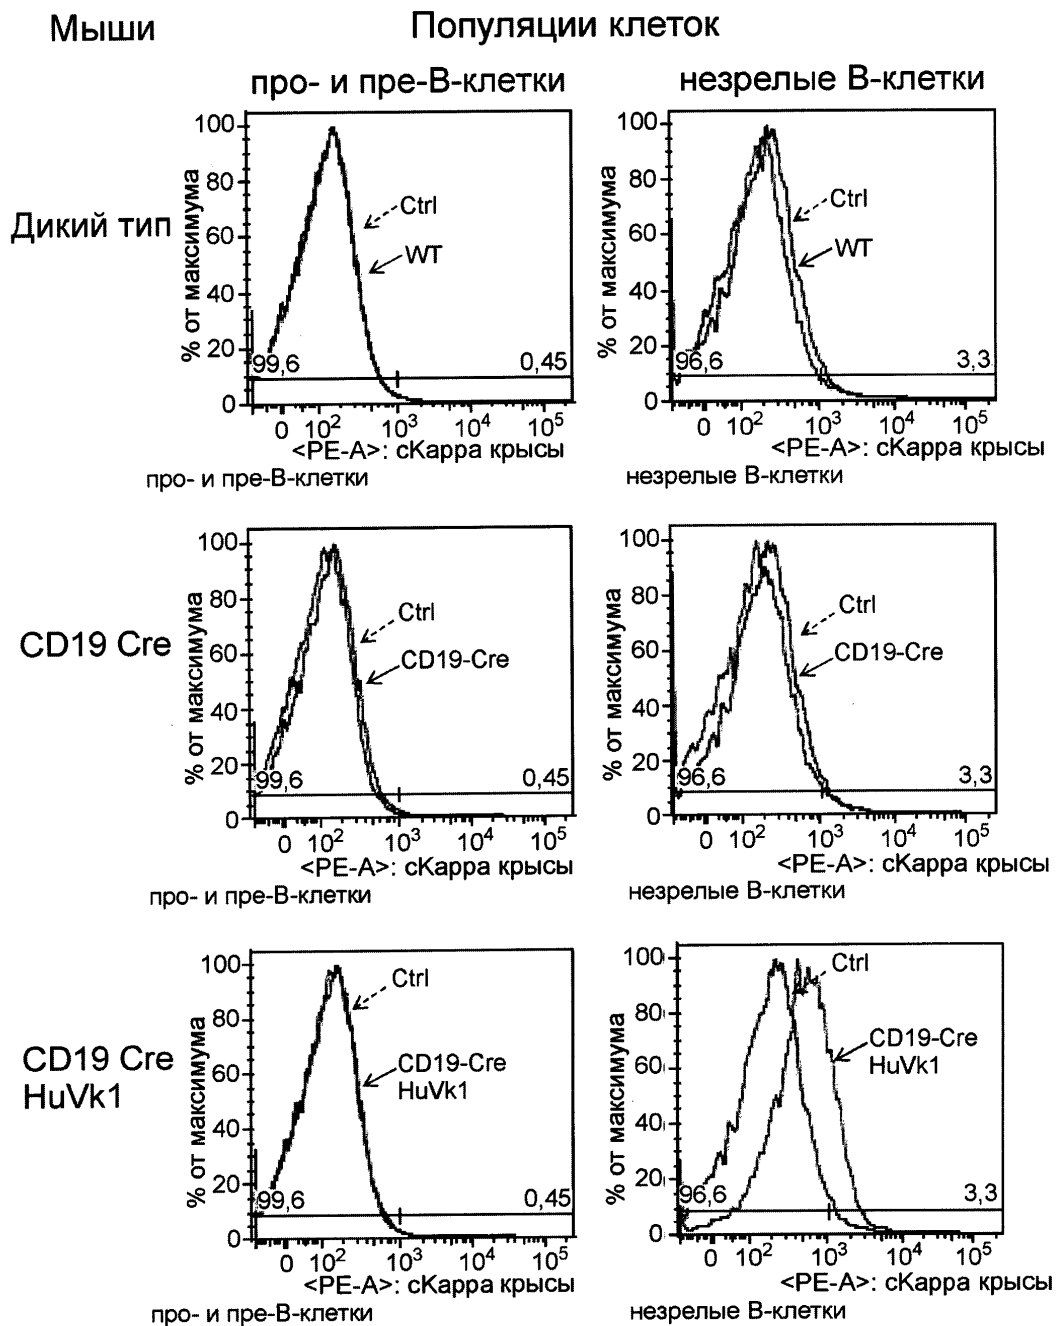 Мыши
Популяции клеток
про- и пре-В-клетки
незрелые В-клетки
Дикий тип
% от максимума
100
80
60
40
20
0
Ctrl
WT
99,6
0,45
0 10² 10³ 10⁴ 10⁵
<PE-A>: сКарра крысы
про- и пре-В-клетки
% от максимума
100
80
60
40
20
0
Ctrl
WT
96,6
3,3
0 10² 10³ 10⁴ 10⁵
<PE-A>: сКарра крысы
незрелые В-клетки
CD19 Cre
% от максимума
100
80
60
40
20
0
Ctrl
CD19-Cre
99,6
0,45
0 10² 10³ 10⁴ 10⁵
<PE-A>: сКарра крысы
про- и пре-В-клетки
% от максимума
100
80
60
40
20
0
Ctrl
CD19-Cre
96,6
3,3
0 10² 10³ 10⁴ 10⁵
<PE-A>: сКарра крысы
незрелые В-клетки
CD19 Cre
HuVk1
% от максимума
100
80
60
40
20
0
Ctrl
CD19-Cre
HuVk1
99,6
0,45
0 10² 10³ 10⁴ 10⁵
<PE-A>: сКарра крысы
про- и пре-В-клетки
% от максимума
100
80
60
40
20
0
Ctrl
CD19-Cre
HuVk1
96,6
3,3
0 10² 10³ 10⁴ 10⁵
<PE-A>: сКарра крысы
незрелые В-клетки